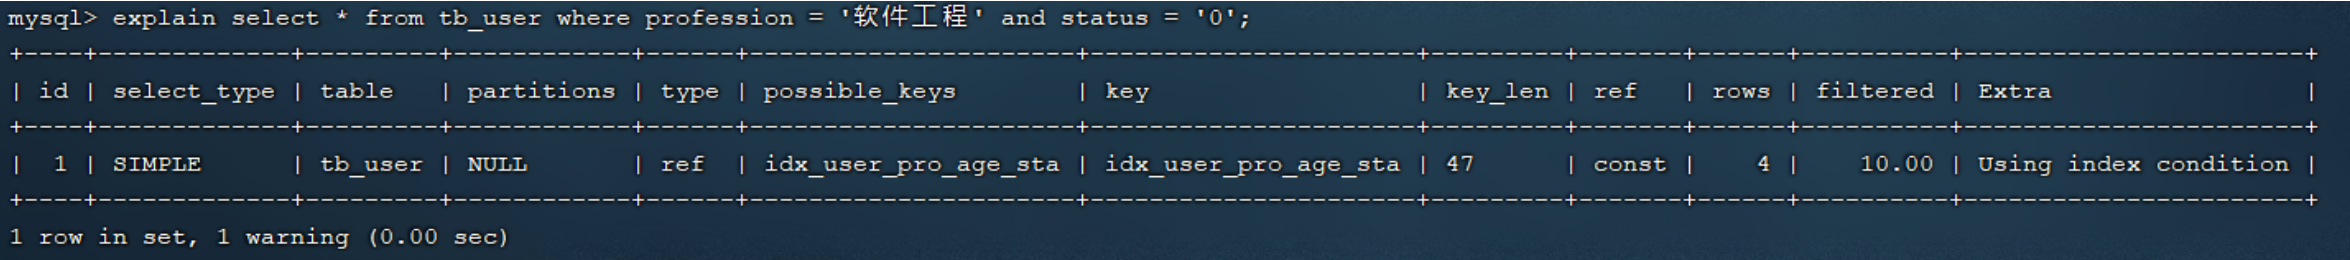 mysql> explain select * from tb_user where profession = '软件工程' and status = '0';
+----+-------------+---------+------------+------+----------------------+----------------------+---------+-------+------+----------+-----------------------+
| id | select_type | table   | partitions | type | possible_keys        | key                  | key_len | ref   | rows | filtered | Extra                 |
+----+-------------+---------+------------+------+----------------------+----------------------+---------+-------+------+----------+-----------------------+
|  1 | SIMPLE      | tb_user | NULL       | ref  | idx_user_pro_age_sta | idx_user_pro_age_sta | 47      | const |    4 |    10.00 | Using index condition |
+----+-------------+---------+------------+------+----------------------+----------------------+---------+-------+------+----------+-----------------------+
1 row in set, 1 warning (0.00 sec)